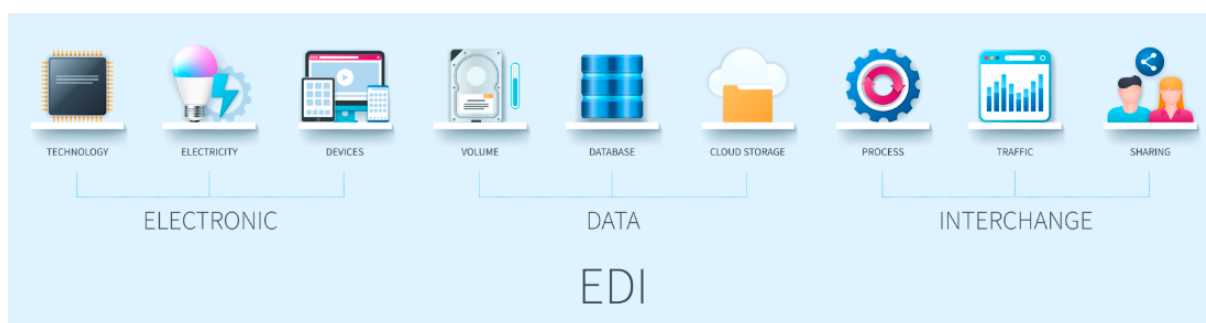 TECHNOLOGY
ELECTRICITY
DEVICES
VOLUME
DATABASE
CLOUD STORAGE
PROCESS
TRAFFIC
SHARING
ELECTRONIC
DATA
INTERCHANGE
EDI